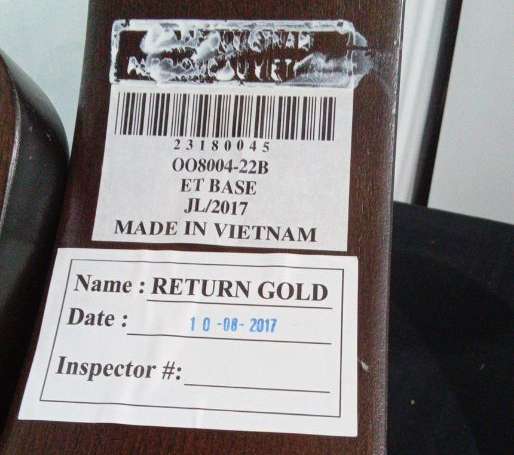 23180045
OO8004-22B
ET BASE
JL/2017
MADE IN VIETNAM
Name : RETURN GOLD
Date : 10-08-2017
Inspector #: